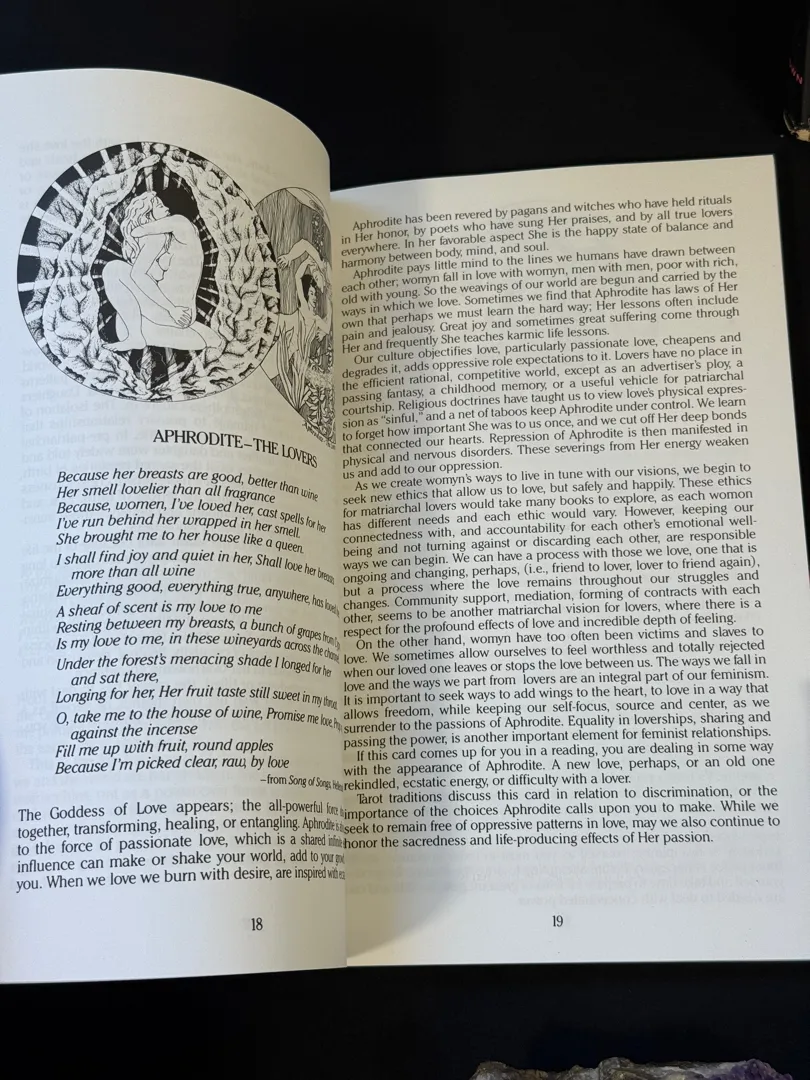 APHRODITE–THE LOVERS
Because her breasts are good, better than wine
Her smell lovelier than all fragrance
Because, women, I've loved her, cast spells for her
I've run behind her wrapped in her smell.
She brought me to her house like a queen.
I shall find joy and quiet in her, Shall love her breasts
more than all wine
Everything good, everything true, anywhere, has loved
A sheaf of scent is my love to me
Resting between my breasts, a bunch of grapes from
Is my love to me, in these wineyards across the
Under the forest's menacing shade I longed for her
and sat there,
Longing for her, Her fruit taste still sweet in my throat
O, take me to the house of wine, Promise me love,
against the incense
Fill me up with fruit, round apples
Because I'm picked clear, raw, by love
–from Song of Songs,
The Goddess of Love appears; the all-powerful force
together, transforming, healing, or entangling. Aphrodite is
to the force of passionate love, which is a shared
influence can make or shake your world, add to your
you. When we love we burn with desire, are inspired with
18
Aphrodite has been revered by pagans and witches who have held rituals
in Her honor, by poets who have sung Her praises, and by all true lovers
everywhere. In her favorable aspect She is the happy state of balance and
harmony between body, mind, and soul.
Aphrodite pays little mind to the lines we humans have drawn between
each other; womyn fall in love with womyn, men with men, poor with rich,
old with young. So the weavings of our world are begun and carried by the
ways in which we love. Sometimes we find that Aphrodite has laws of Her
own that perhaps we must learn the hard way; Her lessons often include
pain and jealousy. Great joy and sometimes great suffering come through
Her and frequently She teaches karmic life lessons.
Our culture objectifies love, particularly passionate love, cheapens and
degrades it, adds oppressive role expectations to it. Lovers have no place in
the efficient rational, competitive world, except as an advertiser's ploy, a
passing fantasy, a childhood memory, or a useful vehicle for patriarchal
courtship. Religious doctrines have taught us to view love's physical expres-
sion as "sinful," and a net of taboos keep Aphrodite under control. We learn
to forget how important She was to us once, and we cut off Her deep bonds
that connected our hearts. Repression of Aphrodite is then manifested in
physical and nervous disorders. These severings from Her energy weaken
us and add to our oppression.
As we create womyn's ways to live in tune with our visions, we begin to
seek new ethics that allow us to love, but safely and happily. These ethics
for matriarchal lovers would take many books to explore, as each womon
has different needs and each ethic would vary. However, keeping our
connectedness with, and accountability for each other's emotional well-
being and not turning against or discarding each other, are responsible
ways we can begin. We can have a process with those we love, one that is
ongoing and changing, perhaps, (i.e., friend to lover, lover to friend again),
but a process where the love remains throughout our struggles and
changes. Community support, mediation, forming of contracts with each
other, seems to be another matriarchal vision for lovers, where there is a
respect for the profound effects of love and incredible depth of feeling.
On the other hand, womyn have too often been victims and slaves to
love. We sometimes allow ourselves to feel worthless and totally rejected
when our loved one leaves or stops the love between us. The ways we fall in
love and the ways we part from lovers are an integral part of our feminism.
It is important to seek ways to add wings to the heart, to love in a way that
allows freedom, while keeping our self-focus, source and center, as we
surrender to the passions of Aphrodite. Equality in loverships, sharing and
passing the power, is another important element for feminist relationships.
If this card comes up for you in a reading, you are dealing in some way
with the appearance of Aphrodite. A new love, perhaps, or an old one
rekindled, ecstatic energy, or difficulty with a lover.
Tarot traditions discuss this card in relation to discrimination, or the
importance of the choices Aphrodite calls upon you to make. While we
seek to remain free of oppressive patterns in love, may we also continue to
honor the sacredness and life-producing effects of Her passion.
19